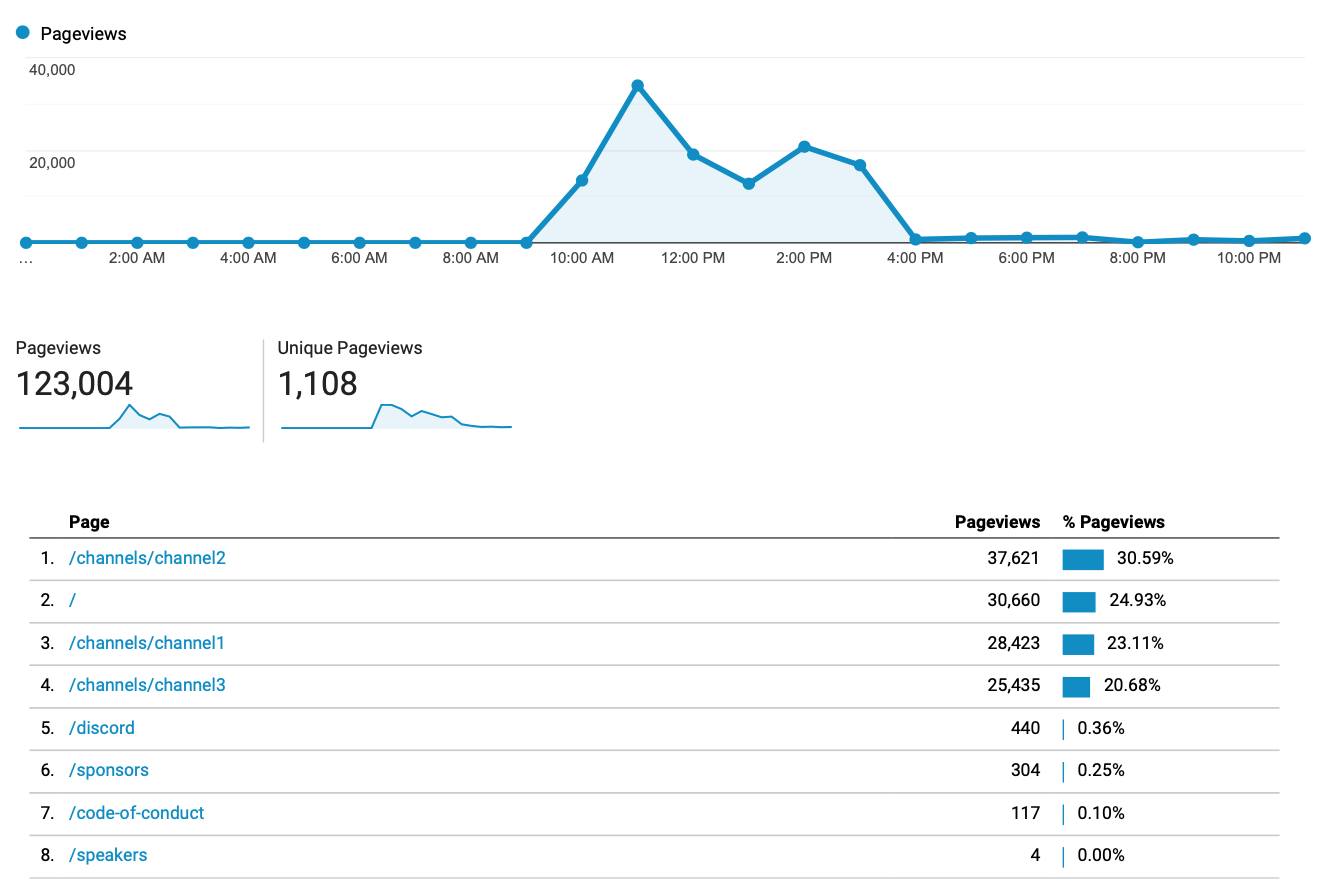 Pageviews
40,000
20,000
... 2:00 AM 4:00 AM 6:00 AM 8:00 AM 10:00 AM 12:00 PM 2:00 PM 4:00 PM 6:00 PM 8:00 PM 10:00 PM
Pageviews Unique Pageviews
123,004 1,108
Page Pageviews % Pageviews
1. /channels/channel2 37,621 30.59%
2. / 30,660 24.93%
3. /channels/channel1 28,423 23.11%
4. /channels/channel3 25,435 20.68%
5. /discord 440 0.36%
6. /sponsors 304 0.25%
7. /code-of-conduct 117 0.10%
8. /speakers 4 0.00%